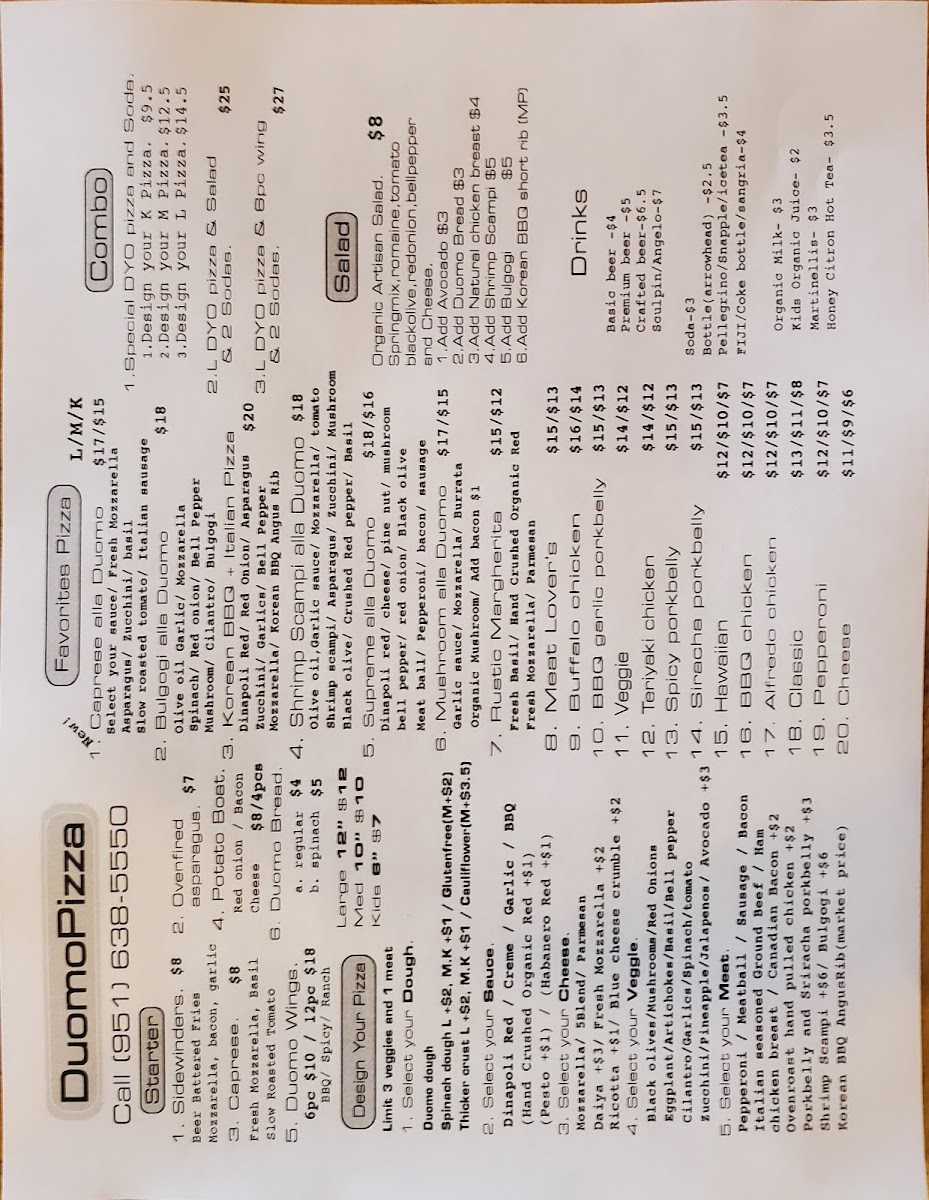 DuomoPizza
Call (951) 638-5550
Starter
1. Sidewinders. $8
Beer Battered Fries
Mozzarella, bacon, garlic
2. Ovenfired
asparagus. $7
3. Caprese. $8
Fresh Mozzarella, Basil
Slow Roasted Tomato
4. Potato Boat.
Red onion / Bacon
Cheese $8/4pcs
5. Duomo Wings.
6pc $10 / 12pc $18
BBQ/ Spicy/ Ranch
6. Duomo Bread.
a. regular $4
b. spinach $5
Design Your Pizza
Large 12" $12
Med 10" $10
Kids 8" $7
Limit 3 veggies and 1 meat
1. Select your Dough.
Duomo dough
Spinach dough L +$2, M.K +$1 / Glutenfree(M+$2)
Thicker crust L +$2, M.K +$1 / Cauliflower(M+$3.5)
2. Select your Sauce.
Dinapoli Red / Creme / Garlic / BBQ
(Hand Crushed Organic Red +$1)
(Pesto +$1) / (Habanero Red +$1)
3. Select your Cheese.
Mozzarella/ 5Blend/ Parmesan
Daiya +$3/ Fresh Mozzarella +$2
Ricotta +$1/ Blue cheese crumble +$2
4. Select your Veggie.
Black olives/Mushrooms/Red Onions
Eggplant/Artichokes/Basil/Bell pepper
Cilantro/Garlics/Spinach/tomato
Zucchini/Pineapple/Jalapenos/ Avocado +$3
5. Select your Meat.
Pepperoni / Meatball / Sausage / Bacon
Italian seasoned Ground Beef / Ham
chicken breast / Canadian Bacon +$2
Ovenroast hand pulled chicken +$2
Porkbelly and Sriracha porkbelly +$3
Shrimp Scampi +$6/ Bulgogi +$6
Korean BBQ AngusRib(market price)
Favorites Pizza
L/M/K
New!
1. Caprese alla Duomo $17/$15
Select your sauce/ Fresh Mozzarella
Asparagus/ Zucchini/ basil
Slow roasted tomato/ Italian sausage
2. Bulgogi alla Duomo $18
Olive oil Garlic/ Mozzarella
Spinach/ Red onion/ Bell Pepper
Mushroom/ Cilantro/ Bulgogi
3. Korean BBQ + Italian Pizza
Dinapoli Red/ Red Onion/ Asparagus $20
Zucchini/ Garlics/ Bell Pepper
Mozzarella/ Korean BBQ Angus Rib
4. Shrimp Scampi alla Duomo $18
Olive oil,Garlic sauce/ Mozzarella/ tomato
Shrimp scampi/ Asparagus/ Zucchini/ Mushroom
Black olive/ Crushed Red pepper/ Basil
5. Supreme alla Duomo $18/$16
Dinapoli red/ cheese/ pine nut/ mushroom
bell pepper/ red onion/ Black olive
Meat ball/ Pepperoni/ bacon/ sausage
6. Mushroom alla Duomo $17/$15
Garlic sauce/ Mozzarella/ Burrata
Organic Mushroom/ Add bacon $1
7. Rustic Margherita $15/$12
Fresh Basil/ Hand Crushed Organic Red
Fresh Mozzarella/ Parmesan
8. Meat Lover's $15/$13
9. Buffalo chicken $16/$14
10. BBQ garlic porkbelly $15/$13
11. Veggie $14/$12
12. Teriyaki chicken $14/$12
13. Spicy porkbelly $15/$13
14. Siracha porkbelly $15/$13
15. Hawaiian $12/$10/$7
16. BBQ chicken $12/$10/$7
17. Alfredo chicken $12/$10/$7
18. Classic $13/$11/$8
19. Pepperoni $12/$10/$7
20. Cheese $11/$9/$6
Combo
1.Special DYO pizza and Soda.
1.Design your K Pizza. $9.5
2.Design your M Pizza. $12.5
3.Design your L Pizza. $14.5
2.L DYO pizza & Salad
& 2 Sodas. $25
3.L DYO pizza & 8pc wing
& 2 Sodas. $27
Salad
Organic Artisan Salad. $8
Springmix,romaine,tomato
blackolive,redonion,bellpepper
and Cheese.
1.Add Avocado $3
2.Add Duomo Bread $3
3.Add Natural chicken breast $4
4.Add Shrimp Scampi $5
5.Add Bulgogi $5
6.Add Korean BBQ short rib (MP)
Drinks
Basic beer -$4
Premium beer -$5
Crafted beer-$6.5
Sculpin/Angelo-$7
Soda-$3
Bottle(arrowhead) -$2.5
Pellegrino/Snapple/icetea -$3.5
FIJI/Coke bottle/sangria-$4
Organic Milk- $3
Kids Organic Juice- $2
Martinellis- $3
Honey Citron Hot Tea- $3.5